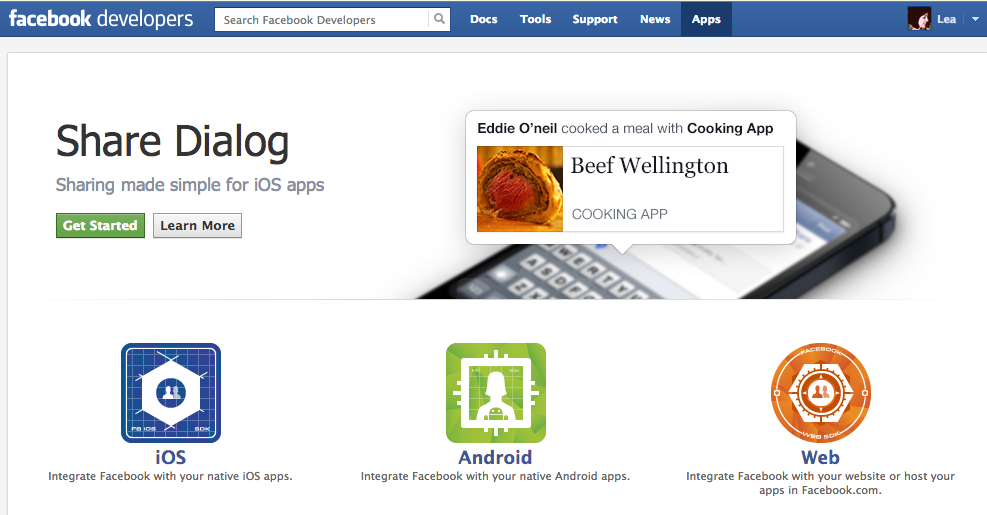 facebook developers
Search Facebook Developers
Docs
Tools
Support
News
Apps
Lea
Share Dialog
Sharing made simple for iOS apps
Get Started
Learn More
Eddie O'neil cooked a meal with Cooking App
Beef Wellington
COOKING APP
WERTY
ASDFG
FB iOS SDK
FACEBOOK
WEB SDK
iOS
Android
Web
Integrate Facebook with your native iOS apps.
Integrate Facebook with your native Android apps.
Integrate Facebook with your website or host your
apps in Facebook.com.